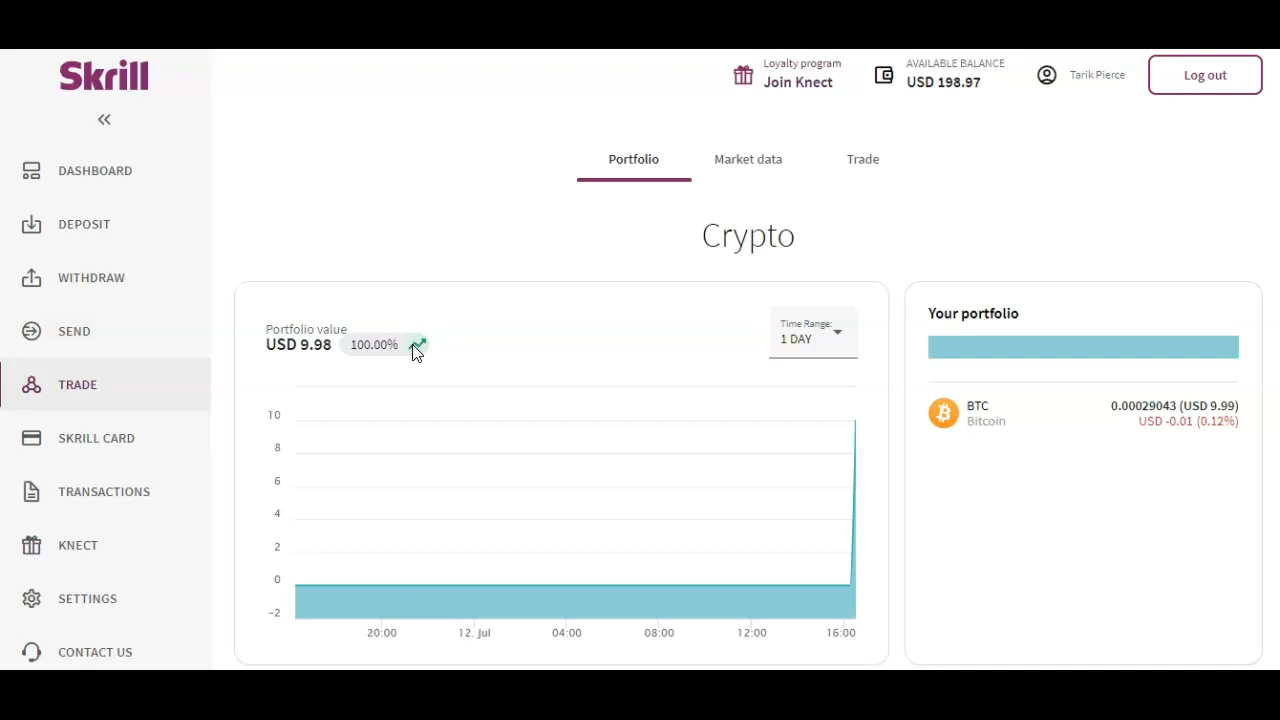 Skrill
Loyalty program
Join Knect
AVAILABLE BALANCE
USD 198.97
Tarik Pierce
Log out
DASHBOARD
DEPOSIT
WITHDRAW
SEND
TRADE
SKRILL CARD
TRANSACTIONS
KNECT
SETTINGS
CONTACT US
Portfolio Market data Trade
Crypto
Portfolio value
USD 9.98 100.00%
Time Range:
1 DAY
10
8
6
4
2
0
−2
20:00 12. Jul 04:00 08:00 12:00 16:00
Your portfolio
BTC 0.00029043 (USD 9.99)
Bitcoin USD -0.01 (0.12%)